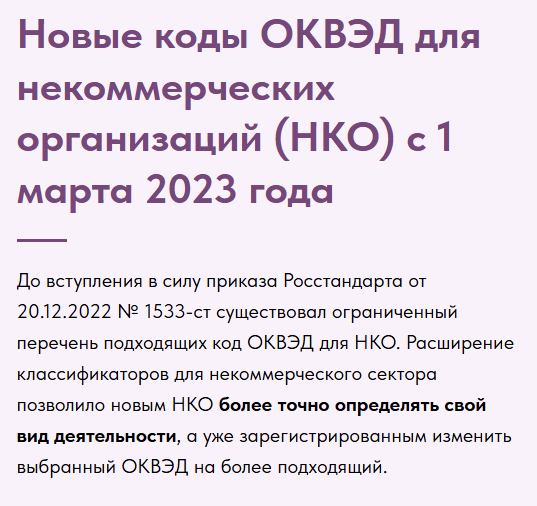 Новые коды ОКВЭД для
некоммерческих
организаций (НКО) с 1
марта 2023 года
До вступления в силу приказа Росстандарта от
20.12.2022 № 1533-ст существовал ограниченный
перечень подходящих код ОКВЭД для НКО. Расширение
классификаторов для некоммерческого сектора
позволило новым НКО более точно определять свой
вид деятельности, а уже зарегистрированным изменить
выбранный ОКВЭД на более подходящий.